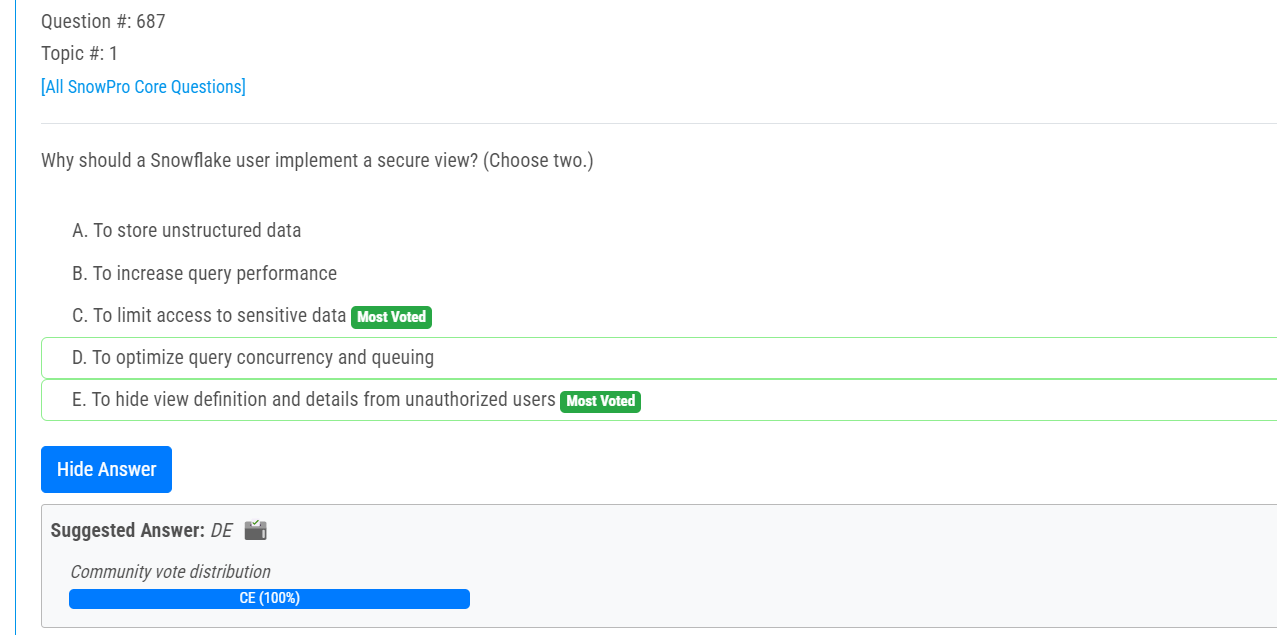 Question #: 687
Topic #: 1
[All SnowPro Core Questions]
Why should a Snowflake user implement a secure view? (Choose two.)
A. To store unstructured data
B. To increase query performance
C. To limit access to sensitive data Most Voted
D. To optimize query concurrency and queuing
E. To hide view definition and details from unauthorized users Most Voted
Hide Answer
Suggested Answer: DE
Community vote distribution
CE (100%)